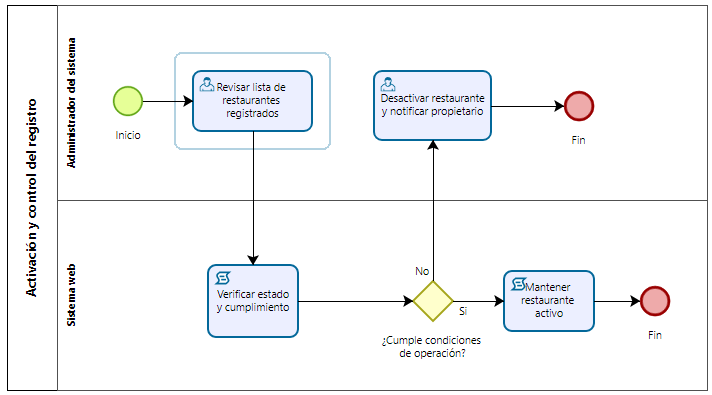 Activación y control del registro
Administrador del sistema
Inicio
Revisar lista de
restaurantes
registrados
Desactivar restaurante
y notificar propietario
Fin
Sistema web
Verificar estado
y cumplimiento
No
Si
¿Cumple condiciones
de operación?
Mantener
restaurante
activo
Fin